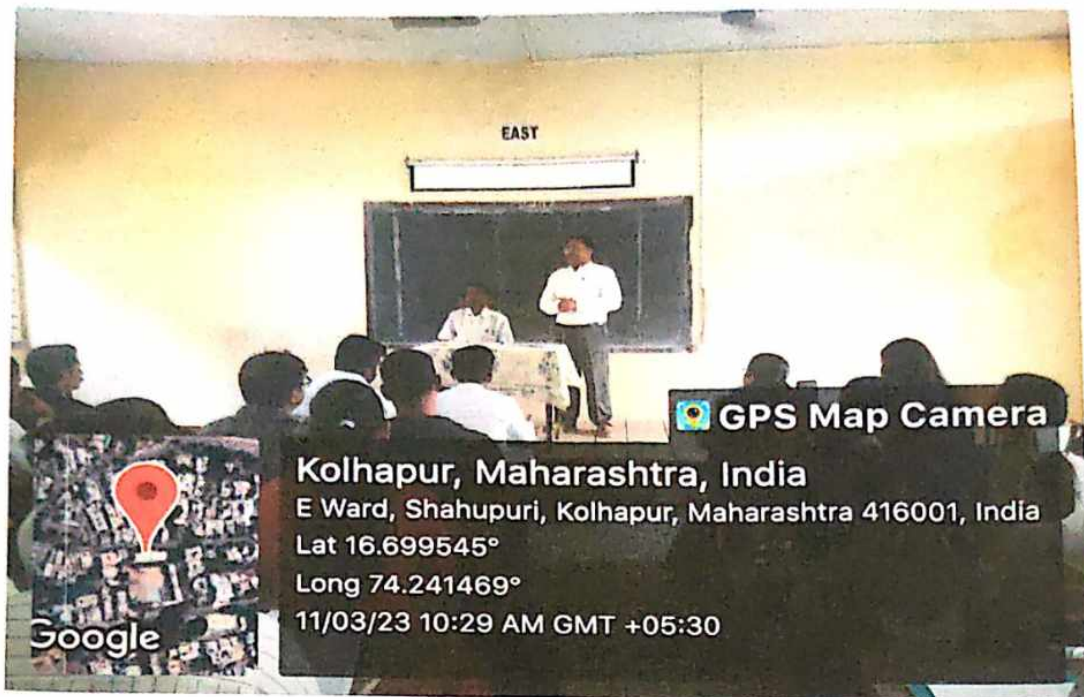 EAST
GPS Map Camera
Kolhapur, Maharashtra, India
E Ward, Shahupuri, Kolhapur, Maharashtra 416001, India
Lat 16.699545°
Long 74.241469°
11/03/23 10:29 AM GMT +05:30
Google